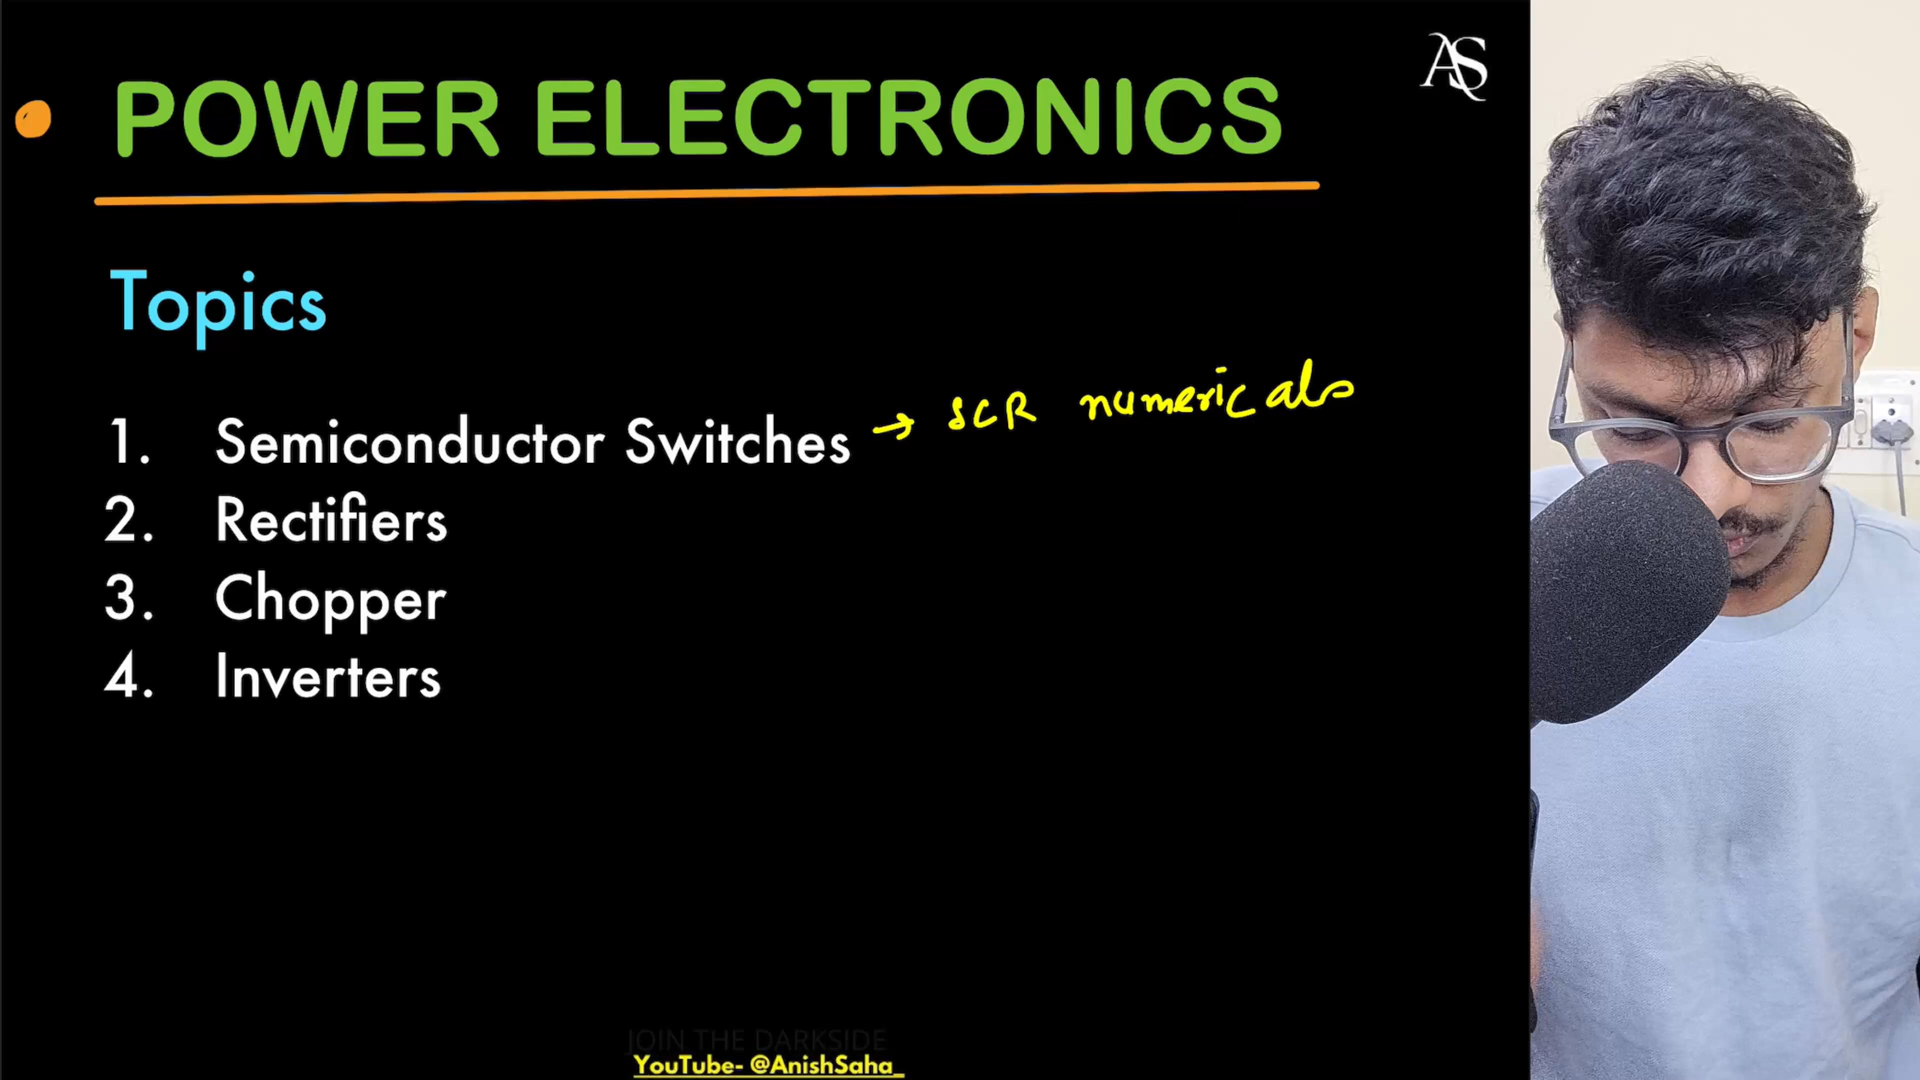 AS
POWER ELECTRONICS
Topics
1. Semiconductor Switches → SCR numericals
2. Rectifiers
3. Chopper
4. Inverters
JOIN THE DARKSIDE
YouTube- @AnishSaha_